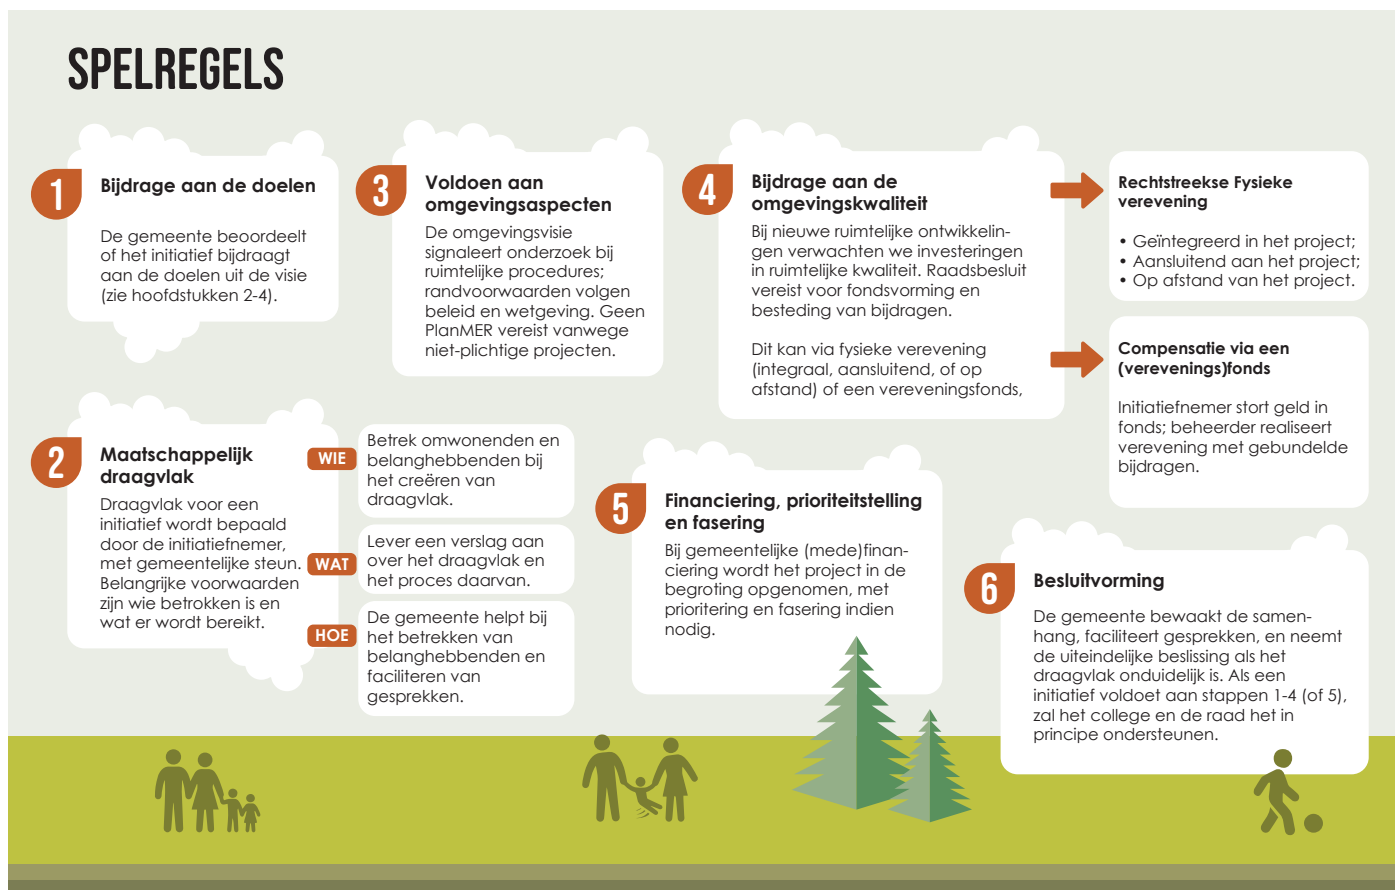 SPELREGELS
1
Bijdrage aan de doelen
De gemeente beoordeelt
of het initiatief bijdraagt
aan de doelen uit de visie
(zie hoofdstukken 2-4).
2
Maatschappelijk
draagvlak
Draagvlak voor een
initiatief wordt bepaald
door de initiatiefnemer,
met gemeentelijke steun.
Belangrijke voorwaarden
zijn wie betrokken is en
wat er wordt bereikt.
WIE
Betrek omwonenden en
belanghebbenden bij
het creëren van
draagvlak.
WAT
Lever een verslag aan
over het draagvlak en
het proces daarvan.
HOE
De gemeente helpt bij
het betrekken van
belanghebbenden en
faciliteren van
gesprekken.
3
Voldoen aan
omgevingsaspecten
De omgevingsvisie
signaleert onderzoek bij
ruimtelijke procedures;
randvoorwaarden volgen
beleid en wetgeving. Geen
PlanMER vereist vanwege
niet-plichtige projecten.
4
Bijdrage aan de
omgevingskwaliteit
Bij nieuwe ruimtelijke ontwikkelin-
gen verwachten we investeringen
in ruimtelijke kwaliteit. Raadsbesluit
vereist voor fondsvorming en
besteding van bijdragen.
Dit kan via fysieke verevening
(integraal, aansluitend, of op
afstand) of een vereveningsfonds,
Rechtstreekse Fysieke
verevening
• Geïntegreerd in het project;
• Aansluitend aan het project;
• Op afstand van het project.
Compensatie via een
(verevenings)fonds
Initiatiefnemer stort geld in
fonds; beheerder realiseert
verevening met gebundelde
bijdragen.
5
Financiering, prioriteitstelling
en fasering
Bij gemeentelijke (mede)finan-
ciering wordt het project in de
begroting opgenomen, met
prioritering en fasering indien
nodig.
6
Besluitvorming
De gemeente bewaakt de samen-
hang, faciliteert gesprekken, en neemt
de uiteindelijke beslissing als het
draagvlak onduidelijk is. Als een
initiatief voldoet aan stappen 1-4 (of 5),
zal het college en de raad het in
principe ondersteunen.